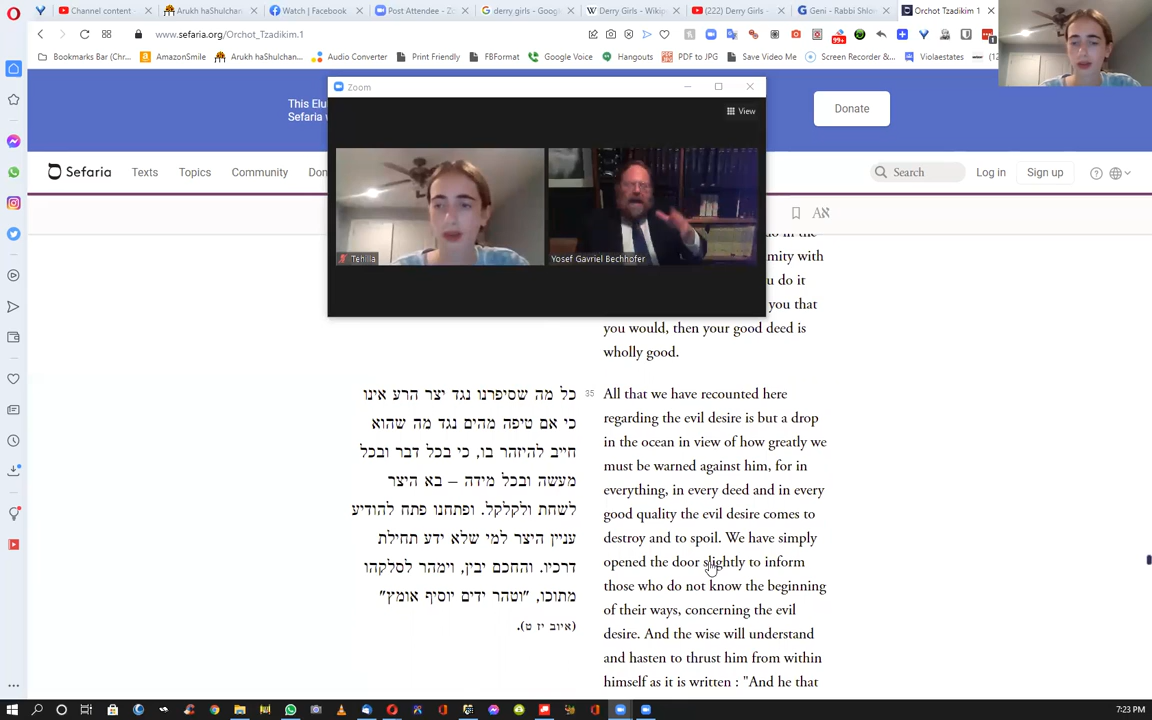 Channel content
Arukh haShulchan
Watch | Facebook
Post Attendee - Zo
derry girls - Goog
Derry Girls - Wikip
(222) Derry Girls -
Geni - Rabbi Shlo
Orchot Tzadikim 1
www.sefaria.org/Orchot_Tzadikim.1
Bookmarks Bar (Chr
AmazonSmile
Arukh haShulchan...
Audio Converter
Print Friendly
FBFormat
Google Voice
Hangouts
PDF to JPG
Save Video Me
Screen Recorder &...
Violaestates
Zoom
View
This Elu
Sefaria w
Donate
Sefaria
Texts
Topics
Community
Don
Search
Log in
Sign up
Tehilla
Yosef Gavriel Bechhofer
do in the
mity with
u do it
you that
you would, then your good deed is
wholly good.
כל מה שסיפרנו נגד יצר הרע אינו
כי אם טיפה מהים נגד מה שהוא
חייב להיזהר בו, כי בכל דבר ובכל
מעשה ובכל מידה – בא היצר
לשחת ולקלקל. ופתחנו פתח להודיע
עניין היצר למי שלא ידע תחילת
דרכיו. והחכם יבין, וימהר לסלקהו
מתוכו, "וטהר ידים יוסיף אומץ"
(איוב יז ט).
35
All that we have recounted here
regarding the evil desire is but a drop
in the ocean in view of how greatly we
must be warned against him, for in
everything, in every deed and in every
good quality the evil desire comes to
destroy and to spoil. We have simply
opened the door slightly to inform
those who do not know the beginning
of their ways, concerning the evil
desire. And the wise will understand
and hasten to thrust him from within
himself as it is written : "And he that
7:23 PM